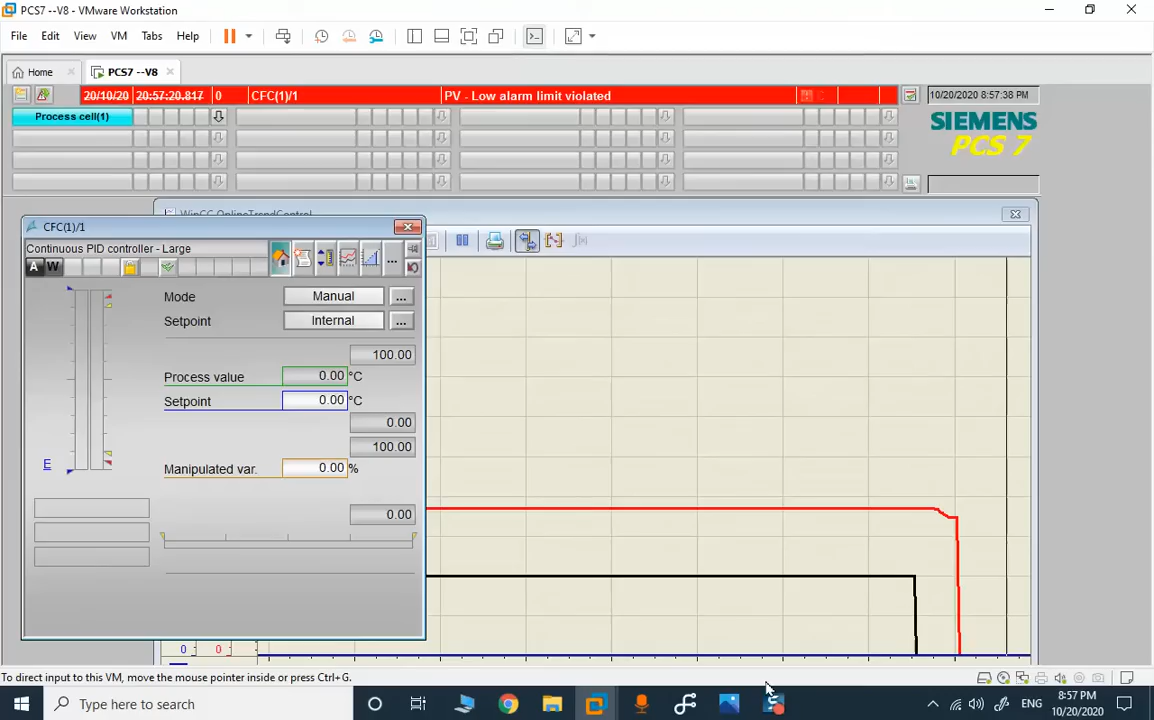 PCS7 --V8 - VMware Workstation
File Edit View VM Tabs Help
Home PCS7 --V8
20/10/20 20:57:20.817 0 CFC(1)/1 PV - Low alarm limit violated 10/20/2020 8:57:38 PM
Process cell(1)
SIEMENS
PCS 7
WinCC OnlineTrendControl
CFC(1)/1
Continuous PID controller - Large
...
A W
Mode Manual ...
Setpoint Internal ...
100.00
Process value 0.00 °C
Setpoint 0.00 °C
0.00
100.00
E
Manipulated var. 0.00 %
0.00
0 0
To direct input to this VM, move the mouse pointer inside or press Ctrl+G.
Type here to search
ENG
8:57 PM
10/20/2020